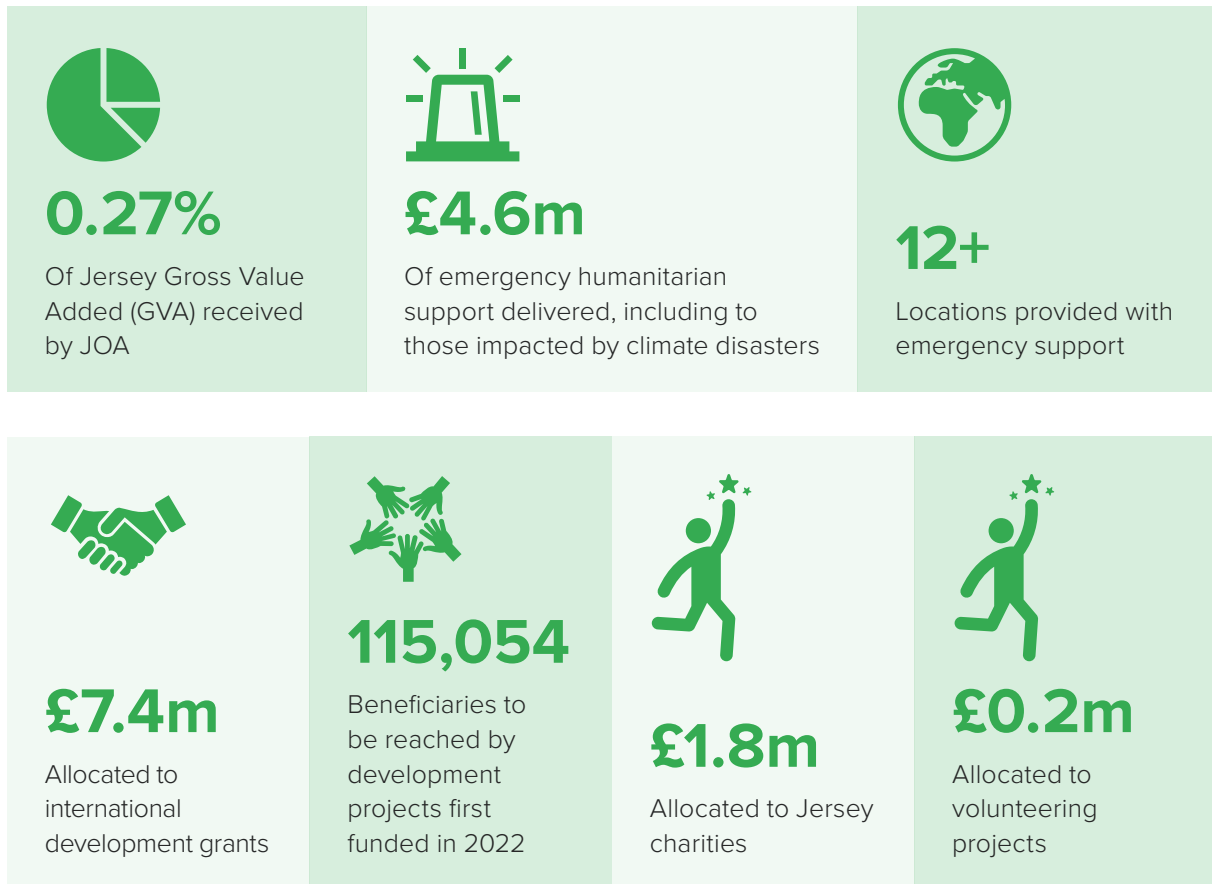 0.27%
Of Jersey Gross Value
Added (GVA) received
by JOA
£4.6m
Of emergency humanitarian
support delivered, including to
those impacted by climate disasters
12+
Locations provided with
emergency support
£7.4m
Allocated to
international
development grants
115,054
Beneficiaries to
be reached by
development
projects first
funded in 2022
£1.8m
Allocated to Jersey
charities
£0.2m
Allocated to
volunteering
projects